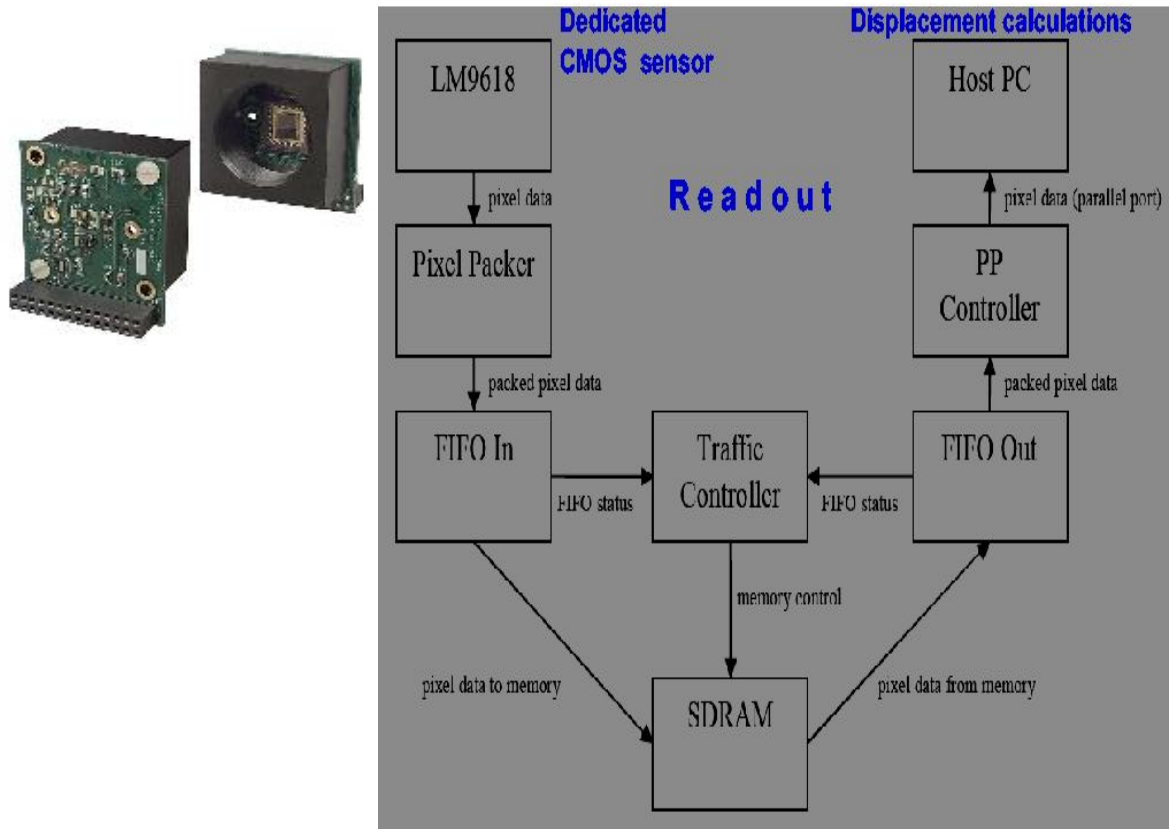 Dedicated
CMOS sensor
Displacement calculations
LM9618
Host PC
Readout
pixel data
pixel data (parallel port)
Pixel Packer
PP
Controller
packed pixel data
packed pixel data
FIFO In
Traffic
Controller
FIFO Out
FIFO status
FIFO status
memory control
pixel data to memory
pixel data from memory
SDRAM